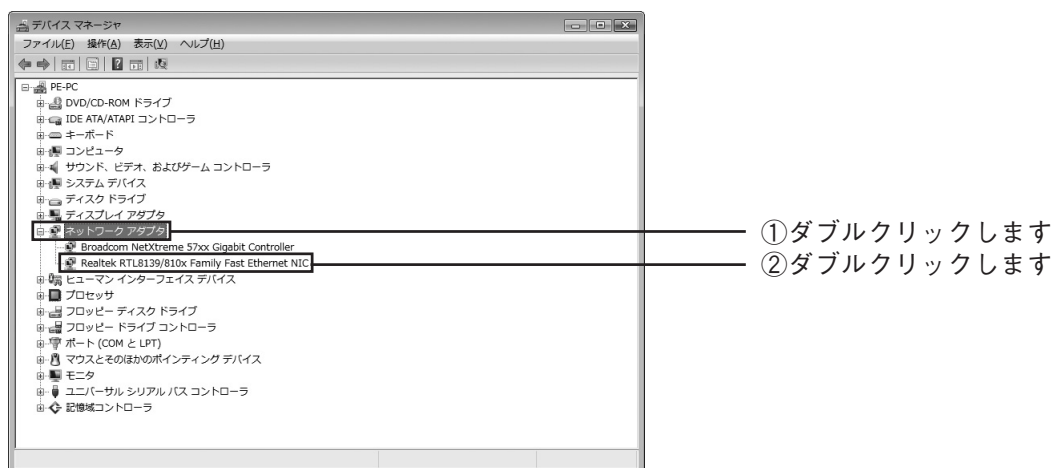 デバイス マネージャ
ファイル(F) 操作(A) 表示(V) ヘルプ(H)
PE-PC
DVD/CD-ROM ドライブ
IDE ATA/ATAPI コントローラ
キーボード
コンピュータ
サウンド、ビデオ、およびゲーム コントローラ
システム デバイス
ディスク ドライブ
ディスプレイ アダプタ
ネットワーク アダプタ
①ダブルクリックします
Broadcom NetXtreme 57xx Gigabit Controller
Realtek RTL8139/810x Family Fast Ethernet NIC
②ダブルクリックします
ヒューマン インターフェイス デバイス
プロセッサ
フロッピー ディスク ドライブ
フロッピー ドライブ コントローラ
ポート (COM と LPT)
マウスとそのほかのポインティング デバイス
モニタ
ユニバーサル シリアル バス コントローラ
記憶域コントローラ